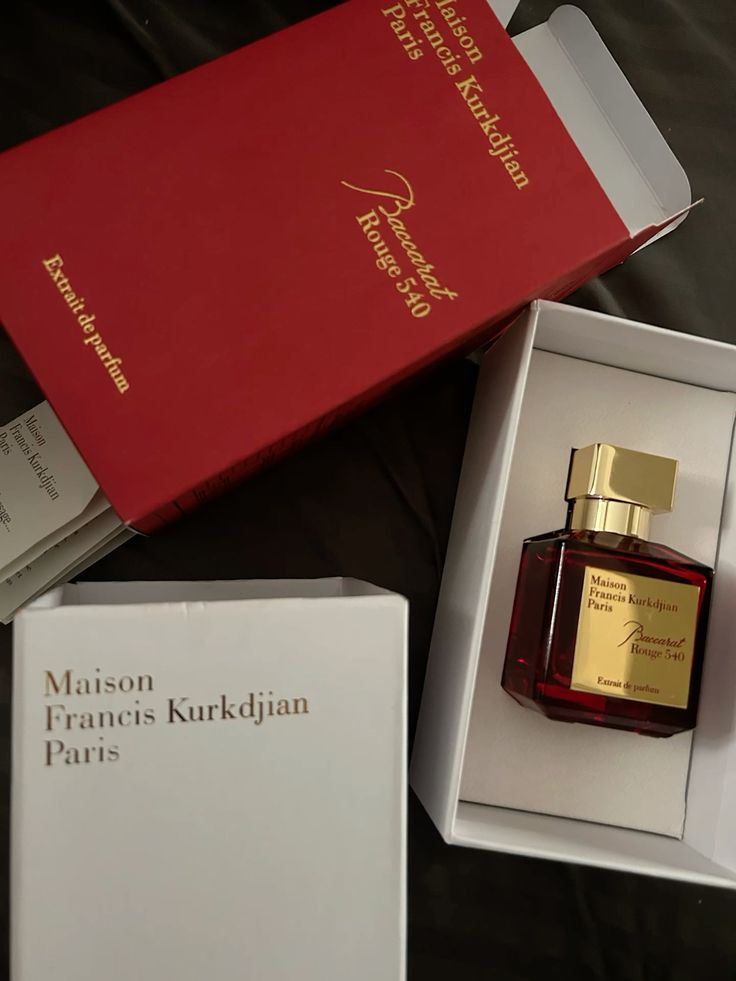 Maison
Francis Kurkdjian
Paris
Baccarat
Rouge 540
Extrait de parfum
Maison
Francis Kurkdjian
Paris
Maison
Francis Kurkdjian
Paris
Baccarat
Rouge 540
Extrait de parfum
Maison
Francis Kurkdjian
Paris